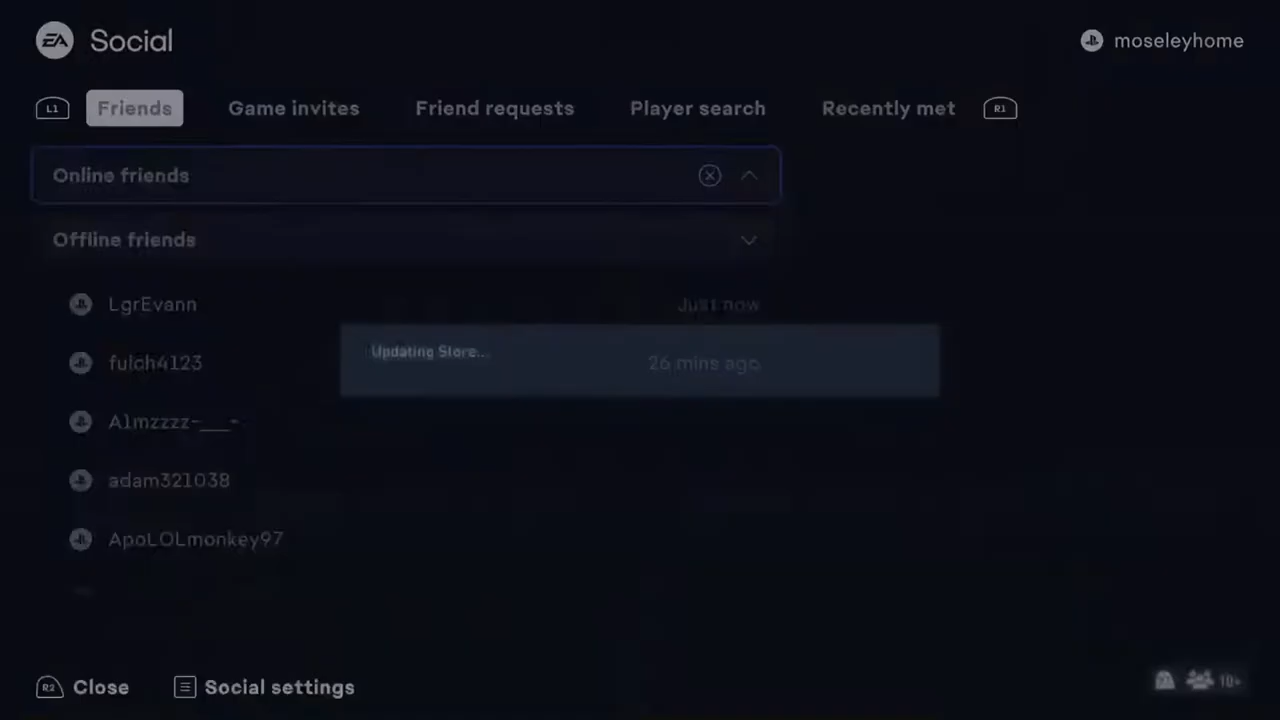 EA Social
moseleyhome
L1 Friends Game invites Friend requests Player search Recently met R1
Online friends
Offline friends
LgrEvann Just now
Updating Store...
fulch4123 26 mins ago
Almzzzz-___-
adam321038
ApoLOLmonkey97
R2 Close Social settings
10+